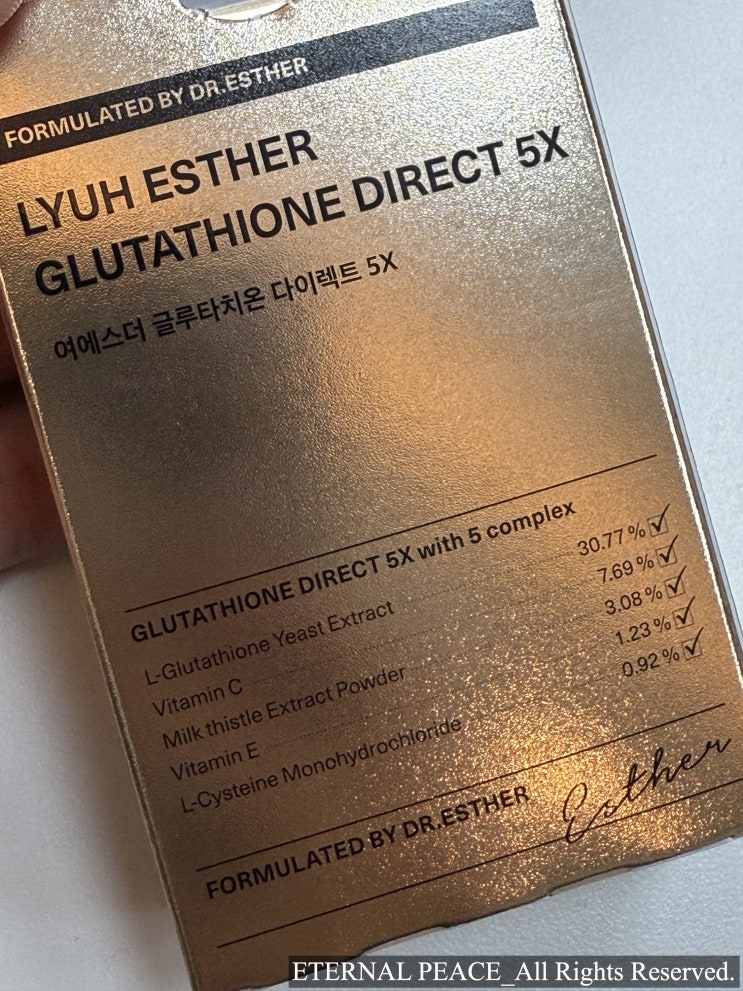 FORMULATED BY DR.ESTHER
LYUH ESTHER
GLUTATHIONE DIRECT 5X
여에스더 글루타치온 다이렉트 5X
GLUTATHIONE DIRECT 5X with 5 complex
L-Glutathione Yeast Extract 30.77% ☑
Vitamin C 7.69% ☑
Milk thistle Extract Powder 3.08% ☑
Vitamin E 1.23% ☑
L-Cysteine Monohydrochloride 0.92% ☑
FORMULATED BY DR.ESTHER Esther
ETERNAL PEACE_All Rights Reserved.